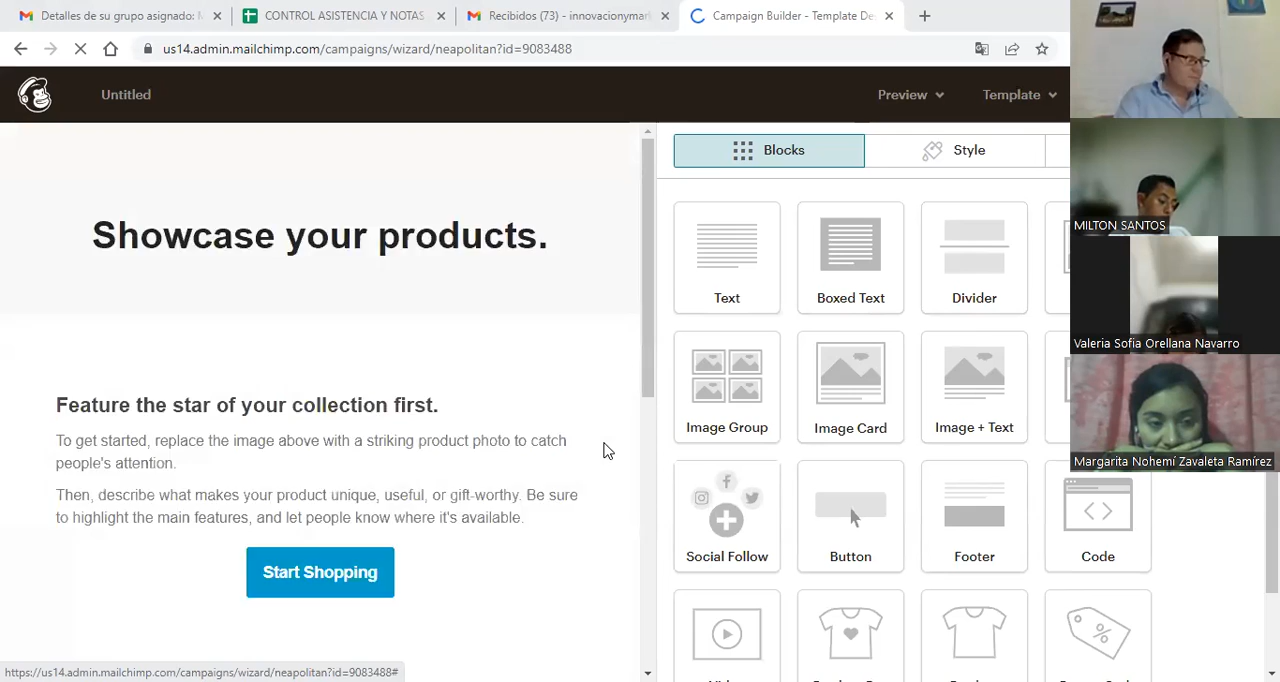 Detalles de su grupo asignado:
CONTROL ASISTENCIA Y NOTAS
Recibidos (73) - innovacionymark
Campaign Builder - Template De
us14.admin.mailchimp.com/campaigns/wizard/neapolitan?id=9083488
Untitled
Preview
Template
Blocks
Style
Showcase your products.
Text
Boxed Text
Divider
MILTON SANTOS
Valeria Sofia Orellana Navarro
Feature the star of your collection first.
To get started, replace the image above with a striking product photo to catch
people's attention.
Then, describe what makes your product unique, useful, or gift-worthy. Be sure
to highlight the main features, and let people know where it's available.
Start Shopping
Image Group
Image Card
Image + Text
Margarita Nohemí Zavaleta Ramírez
Social Follow
Button
Footer
Code
https://us14.admin.mailchimp.com/campaigns/wizard/neapolitan?id=9083488#